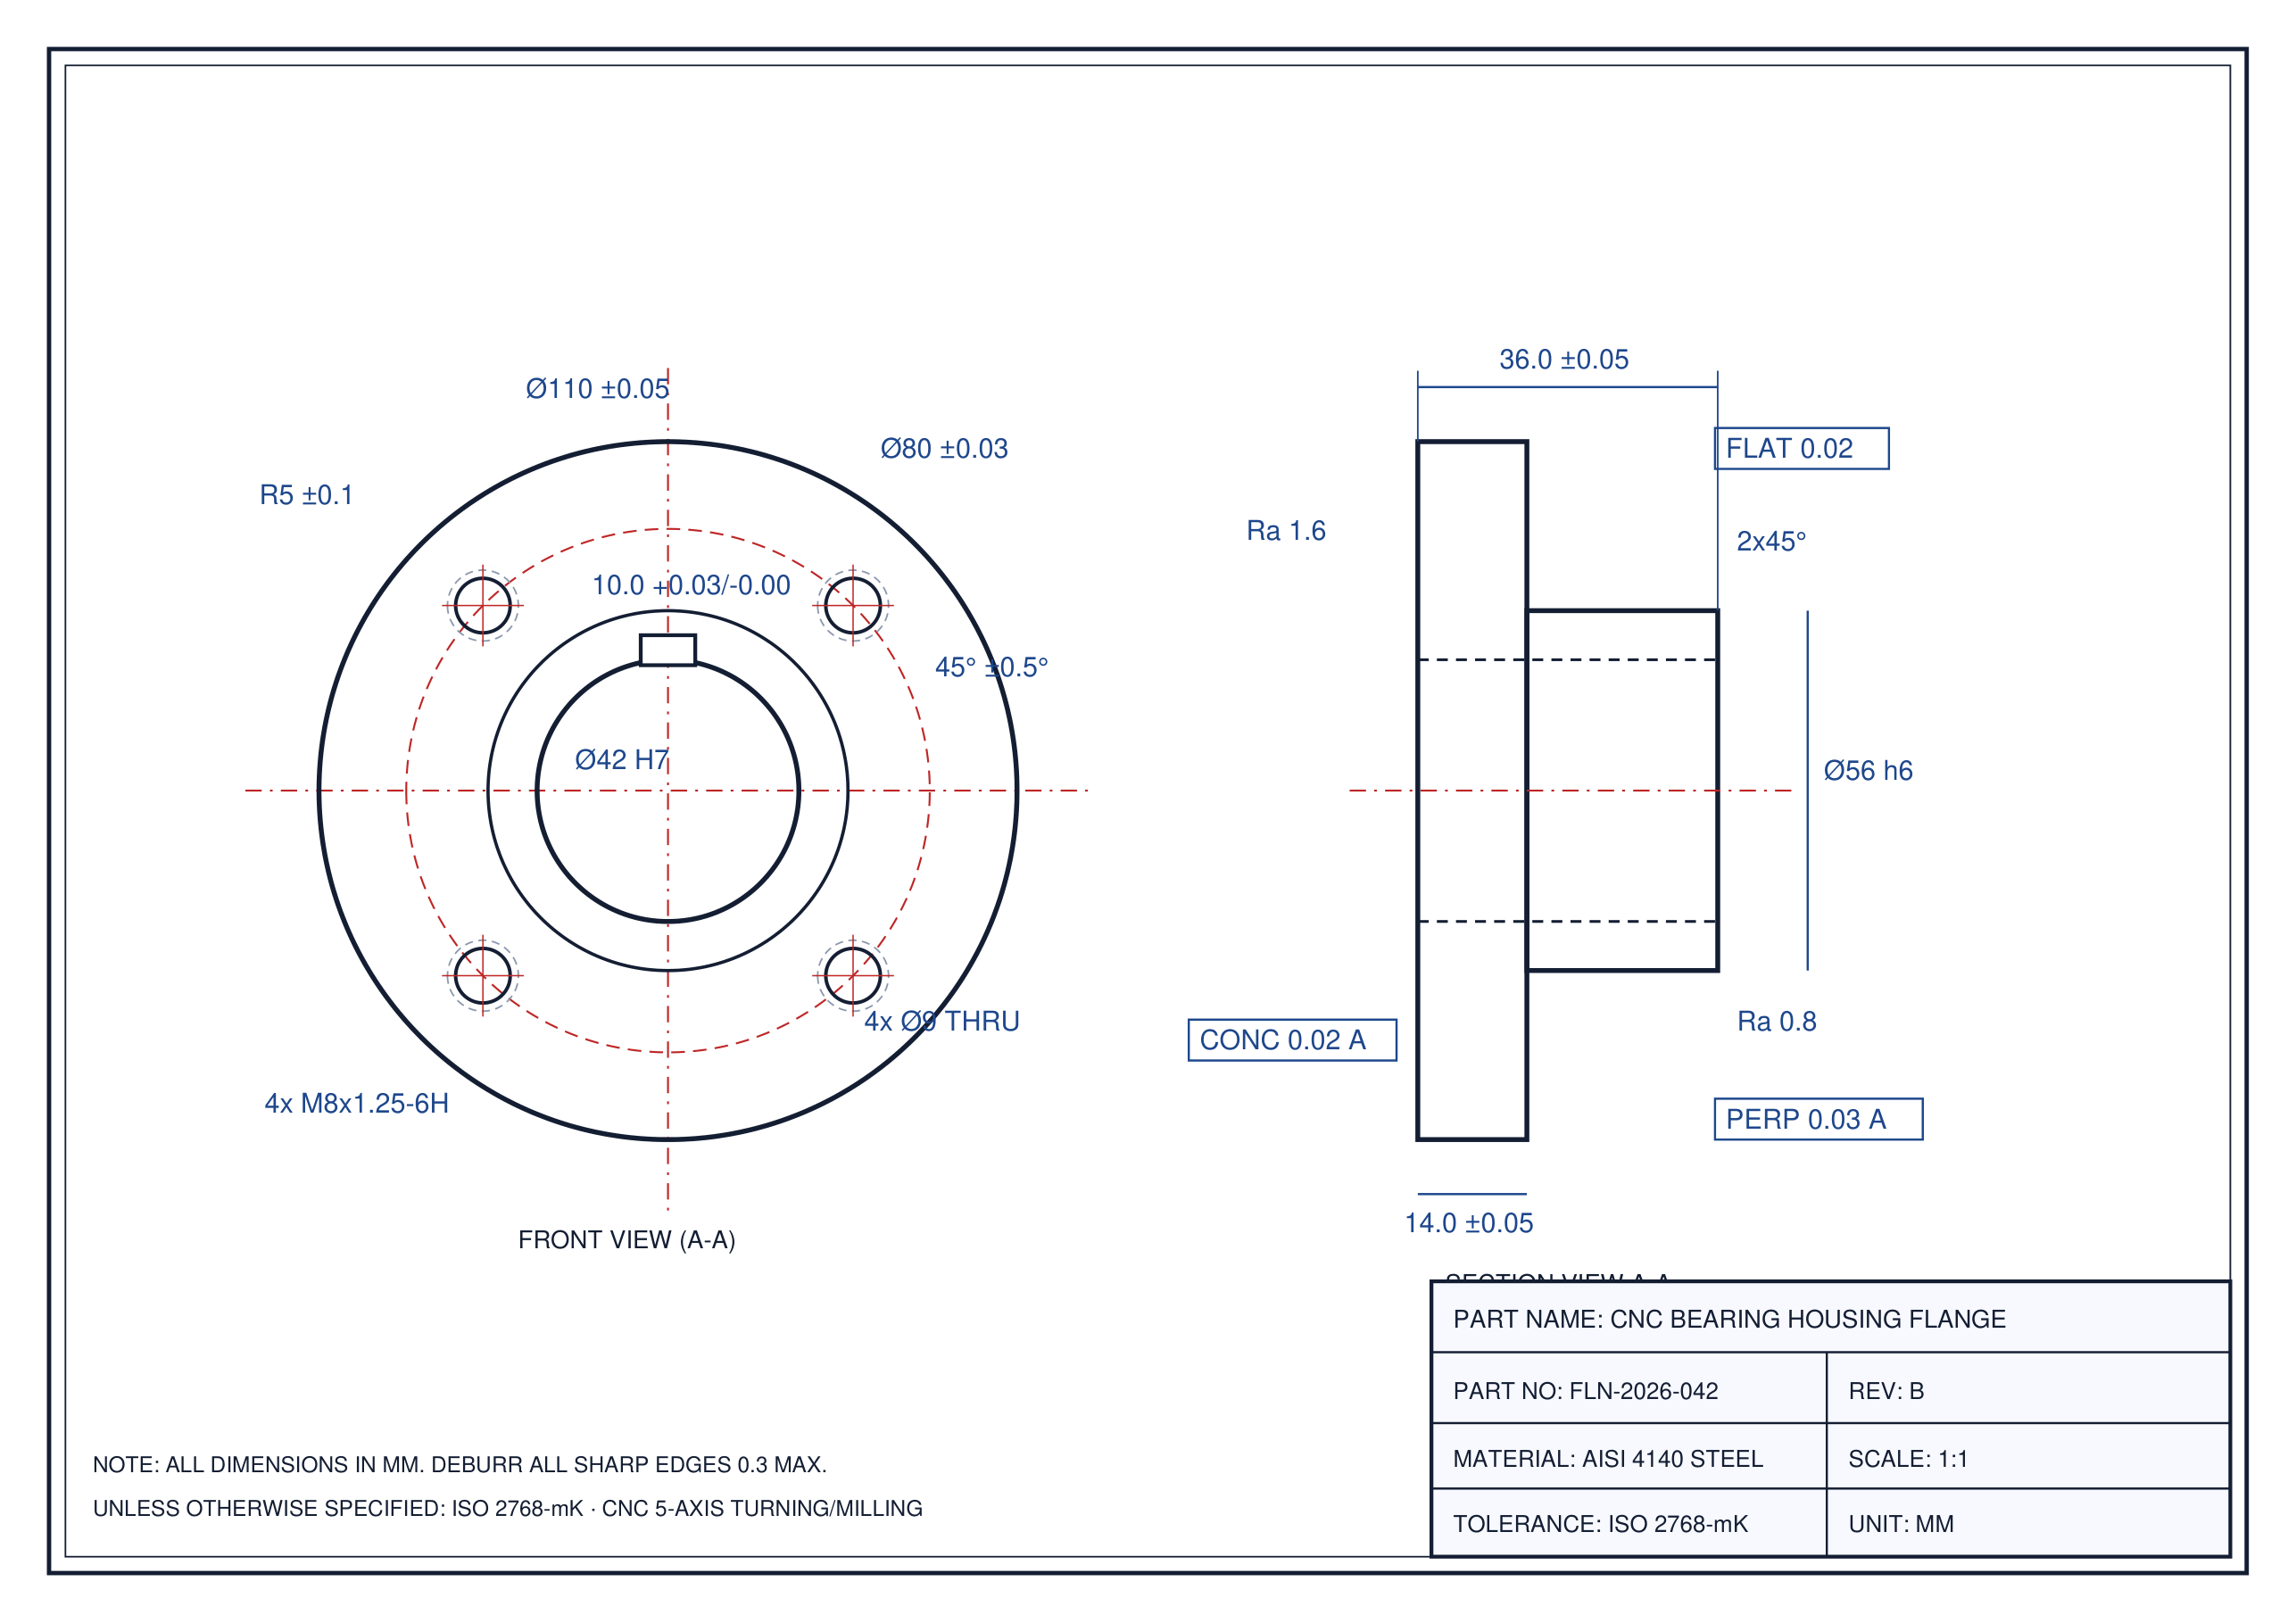 Ø110 ±0.05
Ø80 ±0.03
R5 ±0.1
10.0 +0.03/-0.00
45° ±0.5°
Ø42 H7
4x Ø9 THRU
4x M8x1.25-6H
FRONT VIEW (A-A)
36.0 ±0.05
FLAT 0.02
Ra 1.6
2x45°
Ø56 h6
CONC 0.02 A
Ra 0.8
PERP 0.03 A
14.0 ±0.05
SECTION VIEW A-A
PART NAME: CNC BEARING HOUSING FLANGE
PART NO: FLN-2026-042
REV: B
MATERIAL: AISI 4140 STEEL
SCALE: 1:1
TOLERANCE: ISO 2768-mK
UNIT: MM
NOTE: ALL DIMENSIONS IN MM. DEBURR ALL SHARP EDGES 0.3 MAX.
UNLESS OTHERWISE SPECIFIED: ISO 2768-mK · CNC 5-AXIS TURNING/MILLING